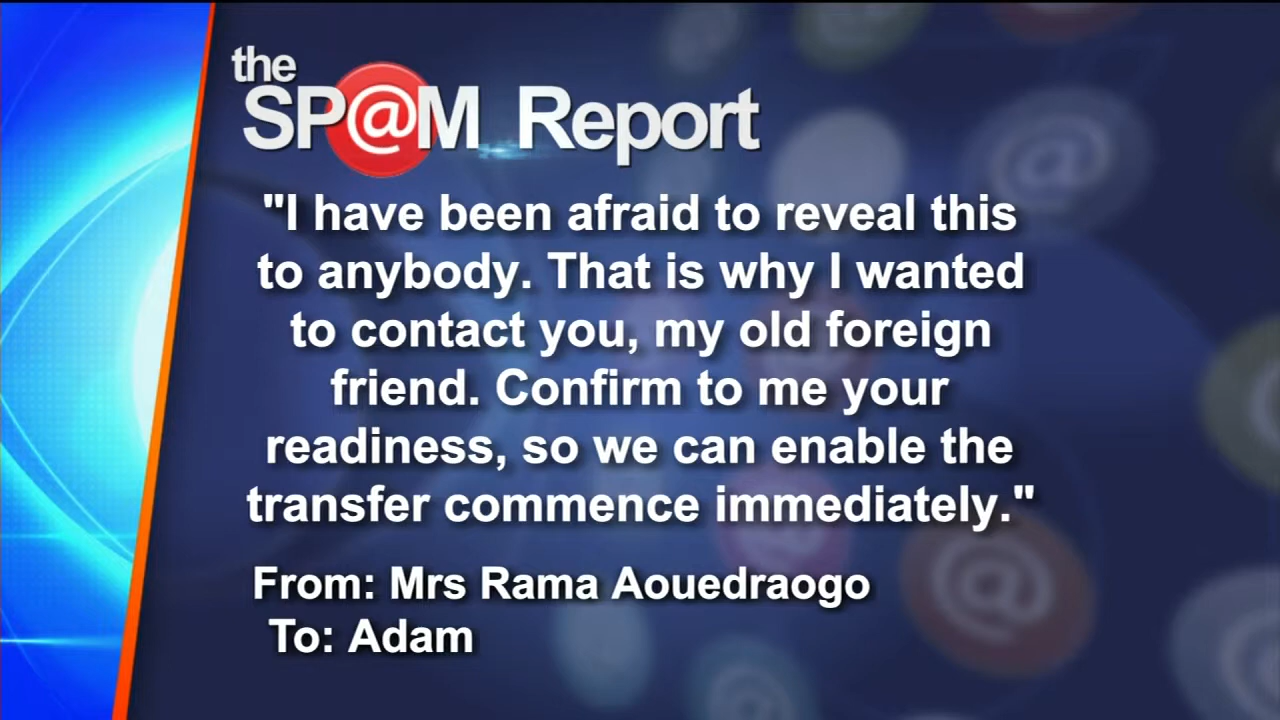 the
SP@M Report
"I have been afraid to reveal this
to anybody. That is why I wanted
to contact you, my old foreign
friend. Confirm to me your
readiness, so we can enable the
transfer commence immediately."
From: Mrs Rama Aouedraogo
To: Adam